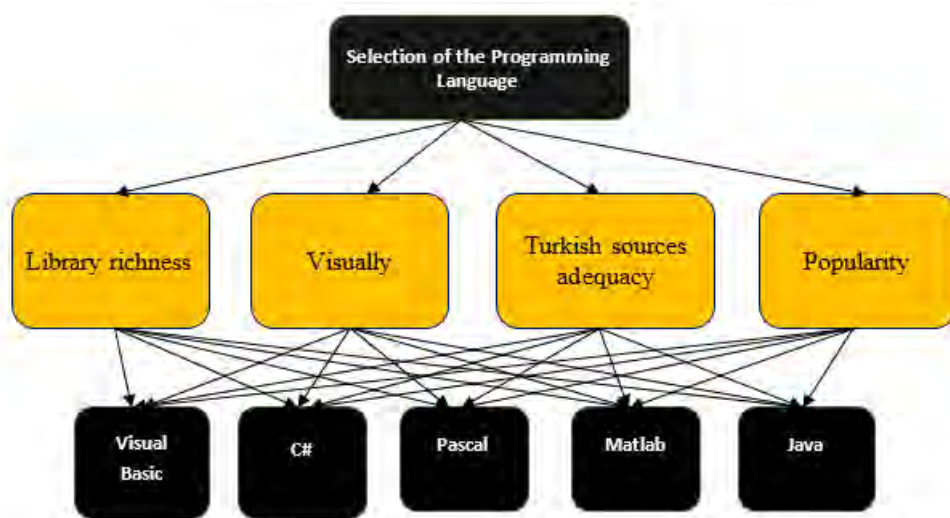 Selection of the Programming
Language
Library richness
Visually
Turkish sources
adequacy
Popularity
Visual
Basic
C#
Pascal
Matlab
Java